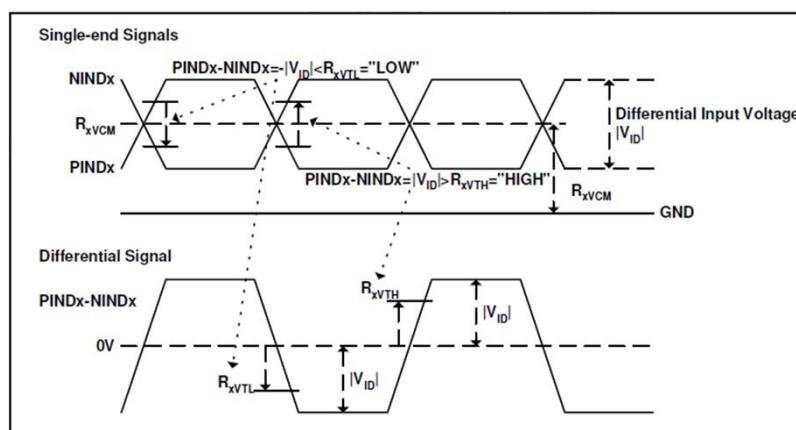 Single-end Signals
PINDx-NINDx=-|VID|<RxVTL="LOW"
NINDx
RxVCM
Differential Input Voltage
|VID|
PINDx
PINDx-NINDx=|VID|>RxVTH="HIGH"
RxVCM
GND
Differential Signal
PINDx-NINDx
RxVTH
|VID|
0V
RxVTL
|VID|